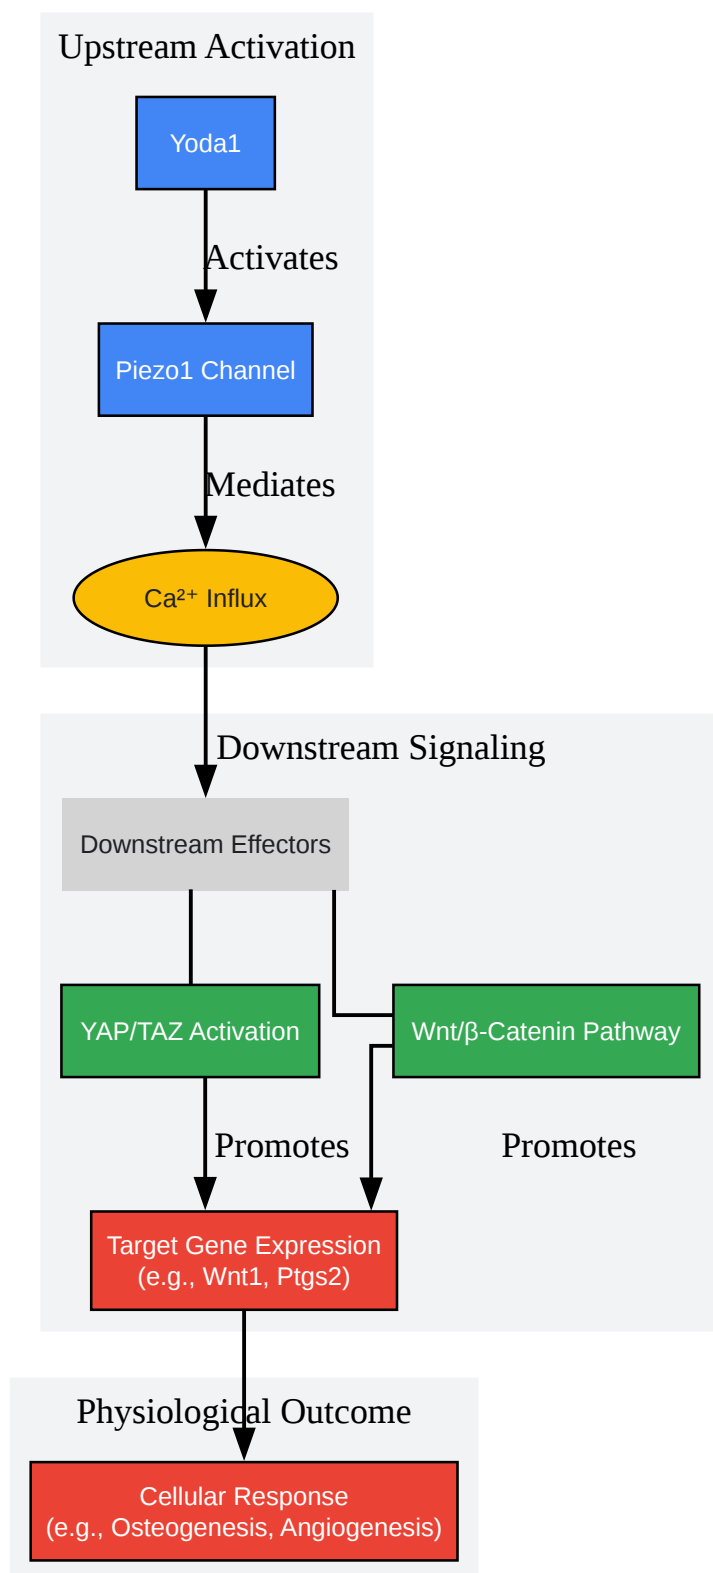 Upstream Activation
Yoda1
Activates
Piezo1 Channel
Mediates
Ca²⁺ Influx
Downstream Signaling
Downstream Effectors
YAP/TAZ Activation
Wnt/β-Catenin Pathway
Promotes
Promotes
Target Gene Expression
(e.g., Wnt1, Ptgs2)
Physiological Outcome
Cellular Response
(e.g., Osteogenesis, Angiogenesis)